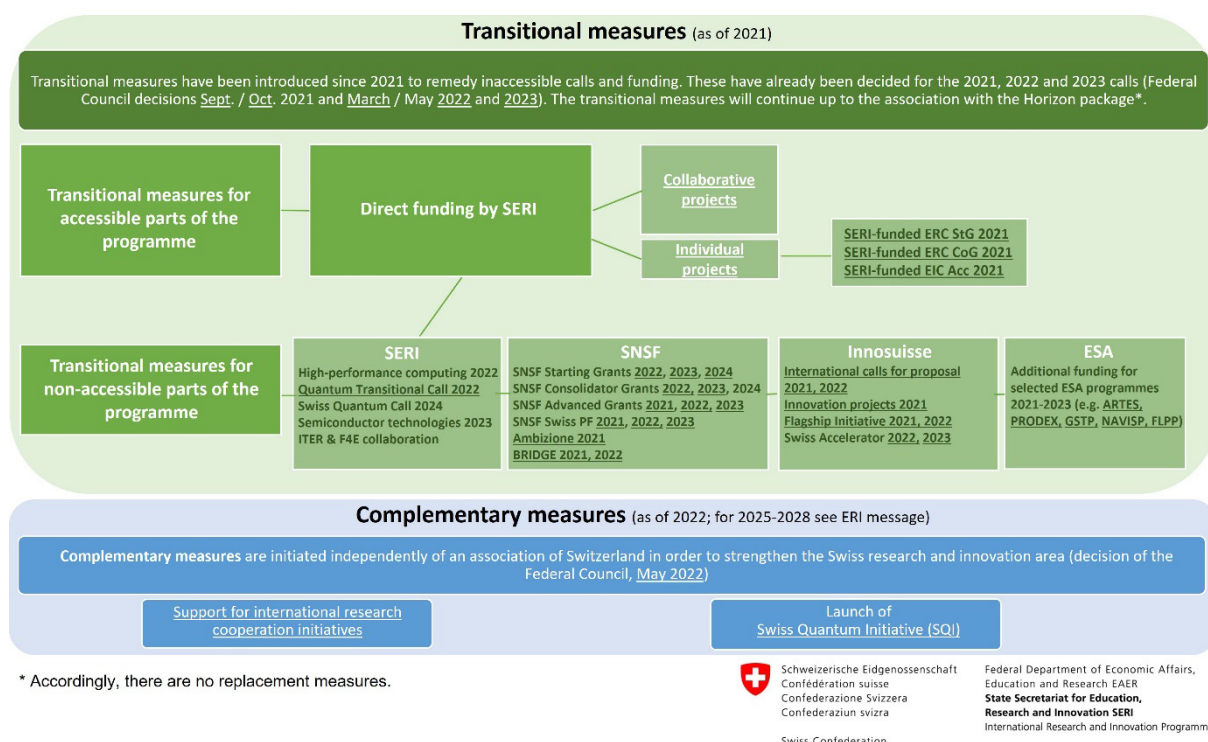 Transitional measures (as of 2021)
Transitional measures have been introduced since 2021 to remedy inaccessible calls and funding. These have already been decided for the 2021, 2022 and 2023 calls (Federal
Council decisions Sept. / Oct. 2021 and March / May 2022 and 2023). The transitional measures will continue up to the association with the Horizon package*.
Transitional measures for
accessible parts of the
programme
Direct funding by SERI
Collaborative
projects
Individual
projects
SERI-funded ERC StG 2021
SERI-funded ERC CoG 2021
SERI-funded EIC Acc 2021
Transitional measures for
non-accessible parts of the
programme
SERI
High-performance computing 2022
Quantum Transitional Call 2022
Swiss Quantum Call 2024
Semiconductor technologies 2023
ITER & F4E collaboration
SNSF
SNSF Starting Grants 2022, 2023, 2024
SNSF Consolidator Grants 2022, 2023, 2024
SNSF Advanced Grants 2021, 2022, 2023
SNSF Swiss PF 2021, 2022, 2023
Ambizione 2021
BRIDGE 2021, 2022
Innosuisse
International calls for proposal
2021, 2022
Innovation projects 2021
Flagship Initiative 2021, 2022
Swiss Accelerator 2022, 2023
ESA
Additional funding for
selected ESA programmes
2021-2023 (e.g. ARTES,
PRODEX, GSTP, NAVISP, FLPP)
Complementary measures (as of 2022; for 2025-2028 see ERI message)
Complementary measures are initiated independently of an association of Switzerland in order to strengthen the Swiss research and innovation area (decision of the
Federal Council, May 2022)
Support for international research
cooperation initiatives
Launch of
Swiss Quantum Initiative (SQI)
* Accordingly, there are no replacement measures.
Schweizerische Eidgenossenschaft
Confédération suisse
Confederazione Svizzera
Confederaziun svizra
Swiss Confederation
Federal Department of Economic Affairs,
Education and Research EAER
State Secretariat for Education,
Research and Innovation SERI
International Research and Innovation Programm